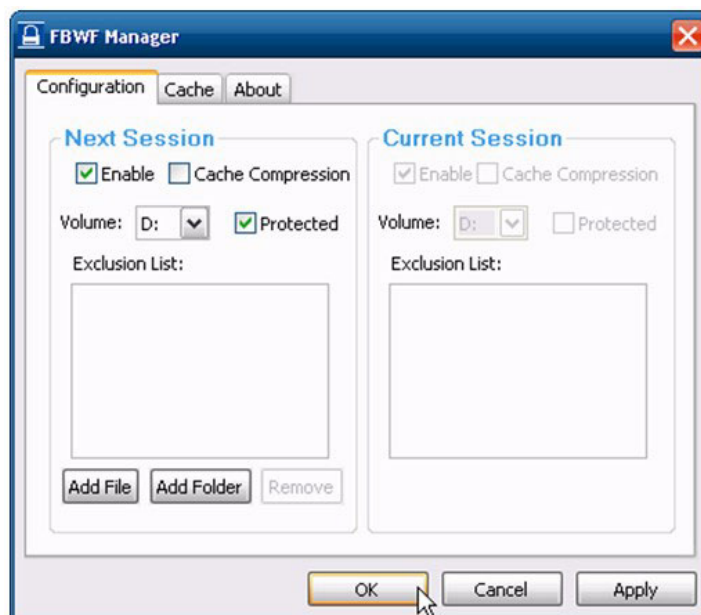 FBWF Manager
Configuration Cache About
Next Session
Enable Cache Compression
Volume: D: Protected
Exclusion List:
Add File Add Folder Remove
Current Session
Enable Cache Compression
Volume: D: Protected
Exclusion List:
OK Cancel Apply